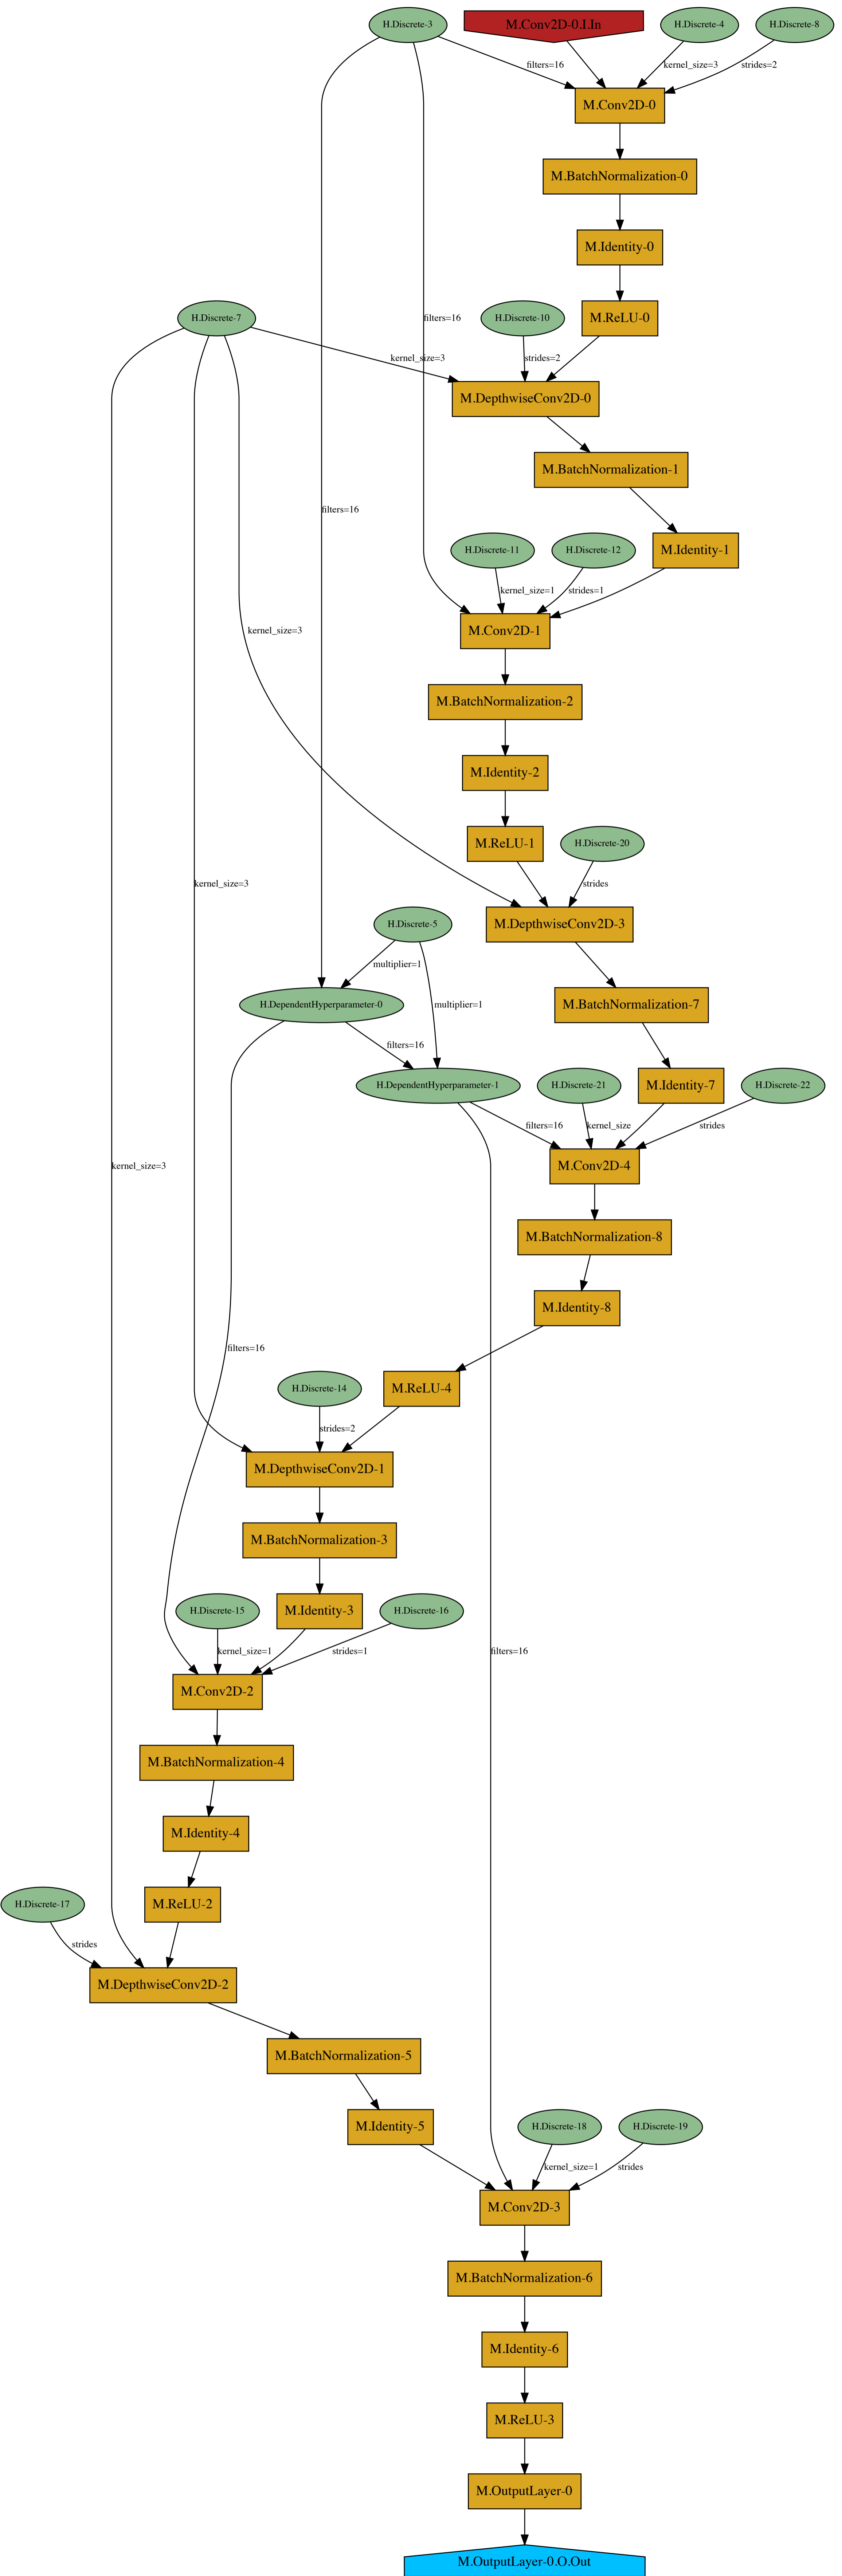 H.Discrete-3
M.Conv2D-0.I.In
H.Discrete-4
H.Discrete-8
filters=16
kernel_size=3
strides=2
M.Conv2D-0
M.BatchNormalization-0
M.Identity-0
H.Discrete-7
filters=16
H.Discrete-10
M.ReLU-0
kernel_size=3
strides=2
M.DepthwiseConv2D-0
M.BatchNormalization-1
filters=16
H.Discrete-11
H.Discrete-12
M.Identity-1
kernel_size=1
strides=1
kernel_size=3
M.Conv2D-1
M.BatchNormalization-2
M.Identity-2
M.ReLU-1
H.Discrete-20
kernel_size=3
strides
H.Discrete-5
M.DepthwiseConv2D-3
multiplier=1
H.DependentHyperparameter-0
multiplier=1
M.BatchNormalization-7
filters=16
H.DependentHyperparameter-1
H.Discrete-21
M.Identity-7
H.Discrete-22
filters=16
kernel_size
strides
kernel_size=3
M.Conv2D-4
M.BatchNormalization-8
M.Identity-8
filters=16
H.Discrete-14
M.ReLU-4
strides=2
M.DepthwiseConv2D-1
M.BatchNormalization-3
H.Discrete-15
M.Identity-3
H.Discrete-16
kernel_size=1
strides=1
filters=16
M.Conv2D-2
M.BatchNormalization-4
M.Identity-4
H.Discrete-17
M.ReLU-2
strides
M.DepthwiseConv2D-2
M.BatchNormalization-5
M.Identity-5
H.Discrete-18
H.Discrete-19
kernel_size=1
strides
M.Conv2D-3
M.BatchNormalization-6
M.Identity-6
M.ReLU-3
M.OutputLayer-0
M.OutputLayer-0.O.Out